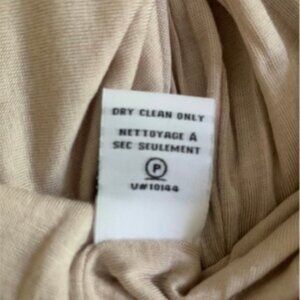 DRY CLEAN ONLY
NETTOYAGE À
SEC SEULEMENT
P
U#10144